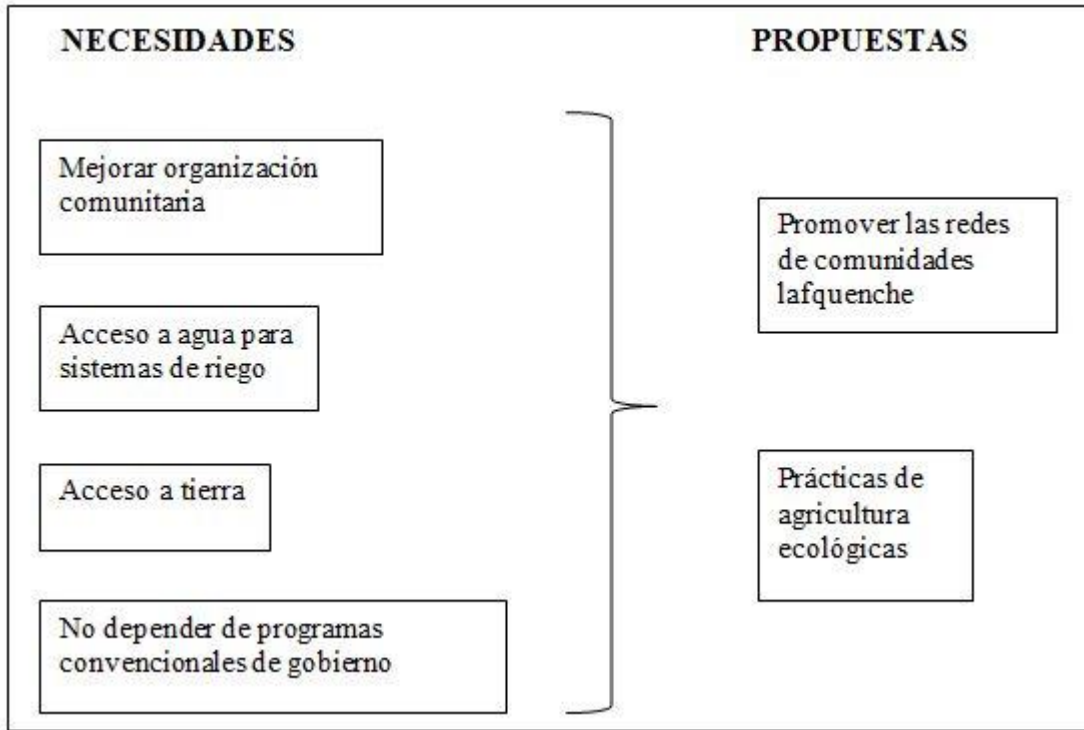 NECESIDADES
PROPUESTAS
Mejorar organización
comunitaria
Acceso a agua para
sistemas de riego
Acceso a tierra
No depender de programas
convencionales de gobierno
Promover las redes
de comunidades
lafquenche
Prácticas de
agricultura
ecológicas